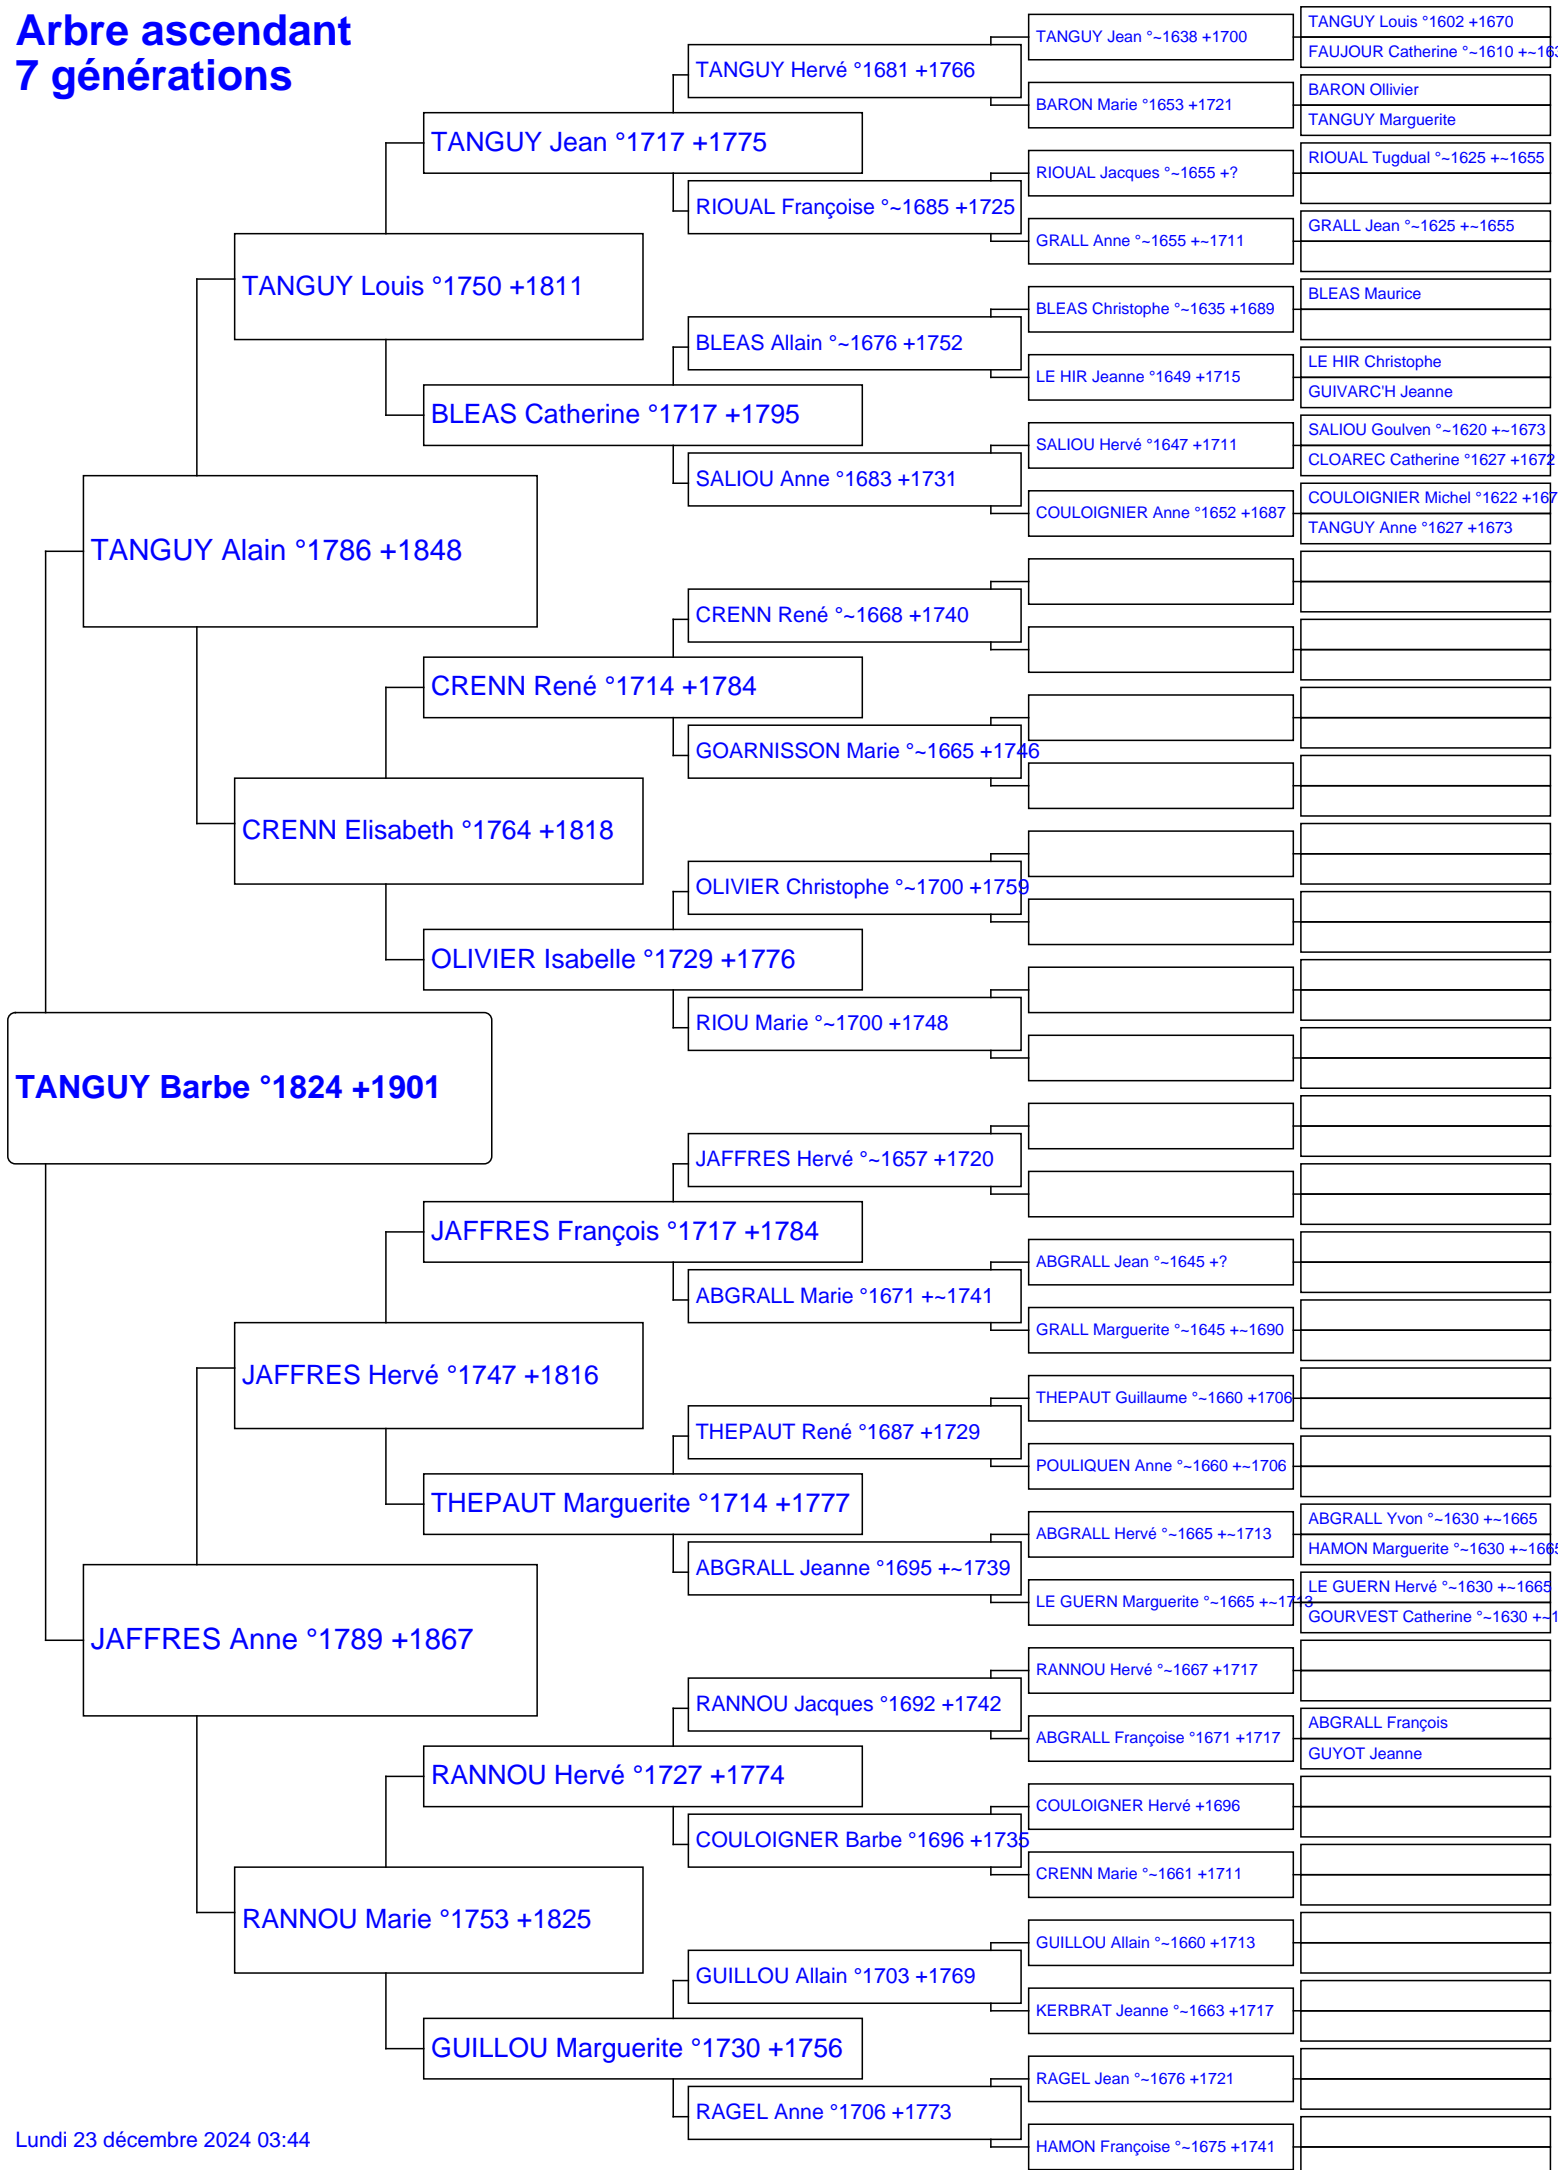 Arbre ascendant
7 générations
TANGUY Barbe °1824 +1901
TANGUY Alain °1786 +1848
JAFFRES Anne °1789 +1867
TANGUY Louis °1750 +1811
CRENN Elisabeth °1764 +1818
JAFFRES Hervé °1747 +1816
RANNOU Marie °1753 +1825
TANGUY Jean °1717 +1775
BLEAS Catherine °1717 +1795
CRENN René °1714 +1784
OLIVIER Isabelle °1729 +1776
JAFFRES François °1717 +1784
THEPAUT Marguerite °1714 +1777
RANNOU Hervé °1727 +1774
GUILLOU Marguerite °1730 +1756
TANGUY Hervé °1681 +1766
RIOUAL Françoise °~1685 +1725
BLEAS Allain °~1676 +1752
SALIOU Anne °1683 +1731
CRENN René °~1668 +1740
GOARNISSON Marie °~1665 +1746
OLIVIER Christophe °~1700 +1759
RIOU Marie °~1700 +1748
JAFFRES Hervé °~1657 +1720
ABGRALL Marie °1671 +~1741
THEPAUT René °1687 +1729
ABGRALL Jeanne °1695 +~1739
RANNOU Jacques °1692 +1742
COULOIGNER Barbe °1696 +1735
GUILLOU Allain °1703 +1769
RAGEL Anne °1706 +1773
TANGUY Jean °~1638 +1700
BARON Marie °1653 +1721
RIOUAL Jacques °~1655 +?
GRALL Anne °~1655 +~1711
BLEAS Christophe °~1635 +1689
LE HIR Jeanne °1649 +1715
SALIOU Hervé °1647 +1711
COULOIGNIER Anne °1652 +1687
ABGRALL Jean °~1645 +?
GRALL Marguerite °~1645 +~1690
THEPAUT Guillaume °~1660 +1706
POULIQUEN Anne °~1660 +~1706
ABGRALL Hervé °~1665 +~1713
LE GUERN Marguerite °~1665 +~1713
RANNOU Hervé °~1667 +1717
ABGRALL Françoise °1671 +1717
COULOIGNER Hervé +1696
CRENN Marie °~1661 +1711
GUILLOU Allain °~1660 +1713
KERBRAT Jeanne °~1663 +1717
RAGEL Jean °~1676 +1721
HAMON Françoise °~1675 +1741
TANGUY Louis °1602 +1670
FAUJOUR Catherine °~1610 +~163
BARON Ollivier
TANGUY Marguerite
RIOUAL Tugdual °~1625 +~1655
GRALL Jean °~1625 +~1655
BLEAS Maurice
LE HIR Christophe
GUIVARC'H Jeanne
SALIOU Goulven °~1620 +~1673
CLOAREC Catherine °1627 +1672
COULOIGNIER Michel °1622 +167
TANGUY Anne °1627 +1673
ABGRALL Yvon °~1630 +~1665
HAMON Marguerite °~1630 +~1665
LE GUERN Hervé °~1630 +~1665
GOURVEST Catherine °~1630 +~1
ABGRALL François
GUYOT Jeanne
Lundi 23 décembre 2024 03:44